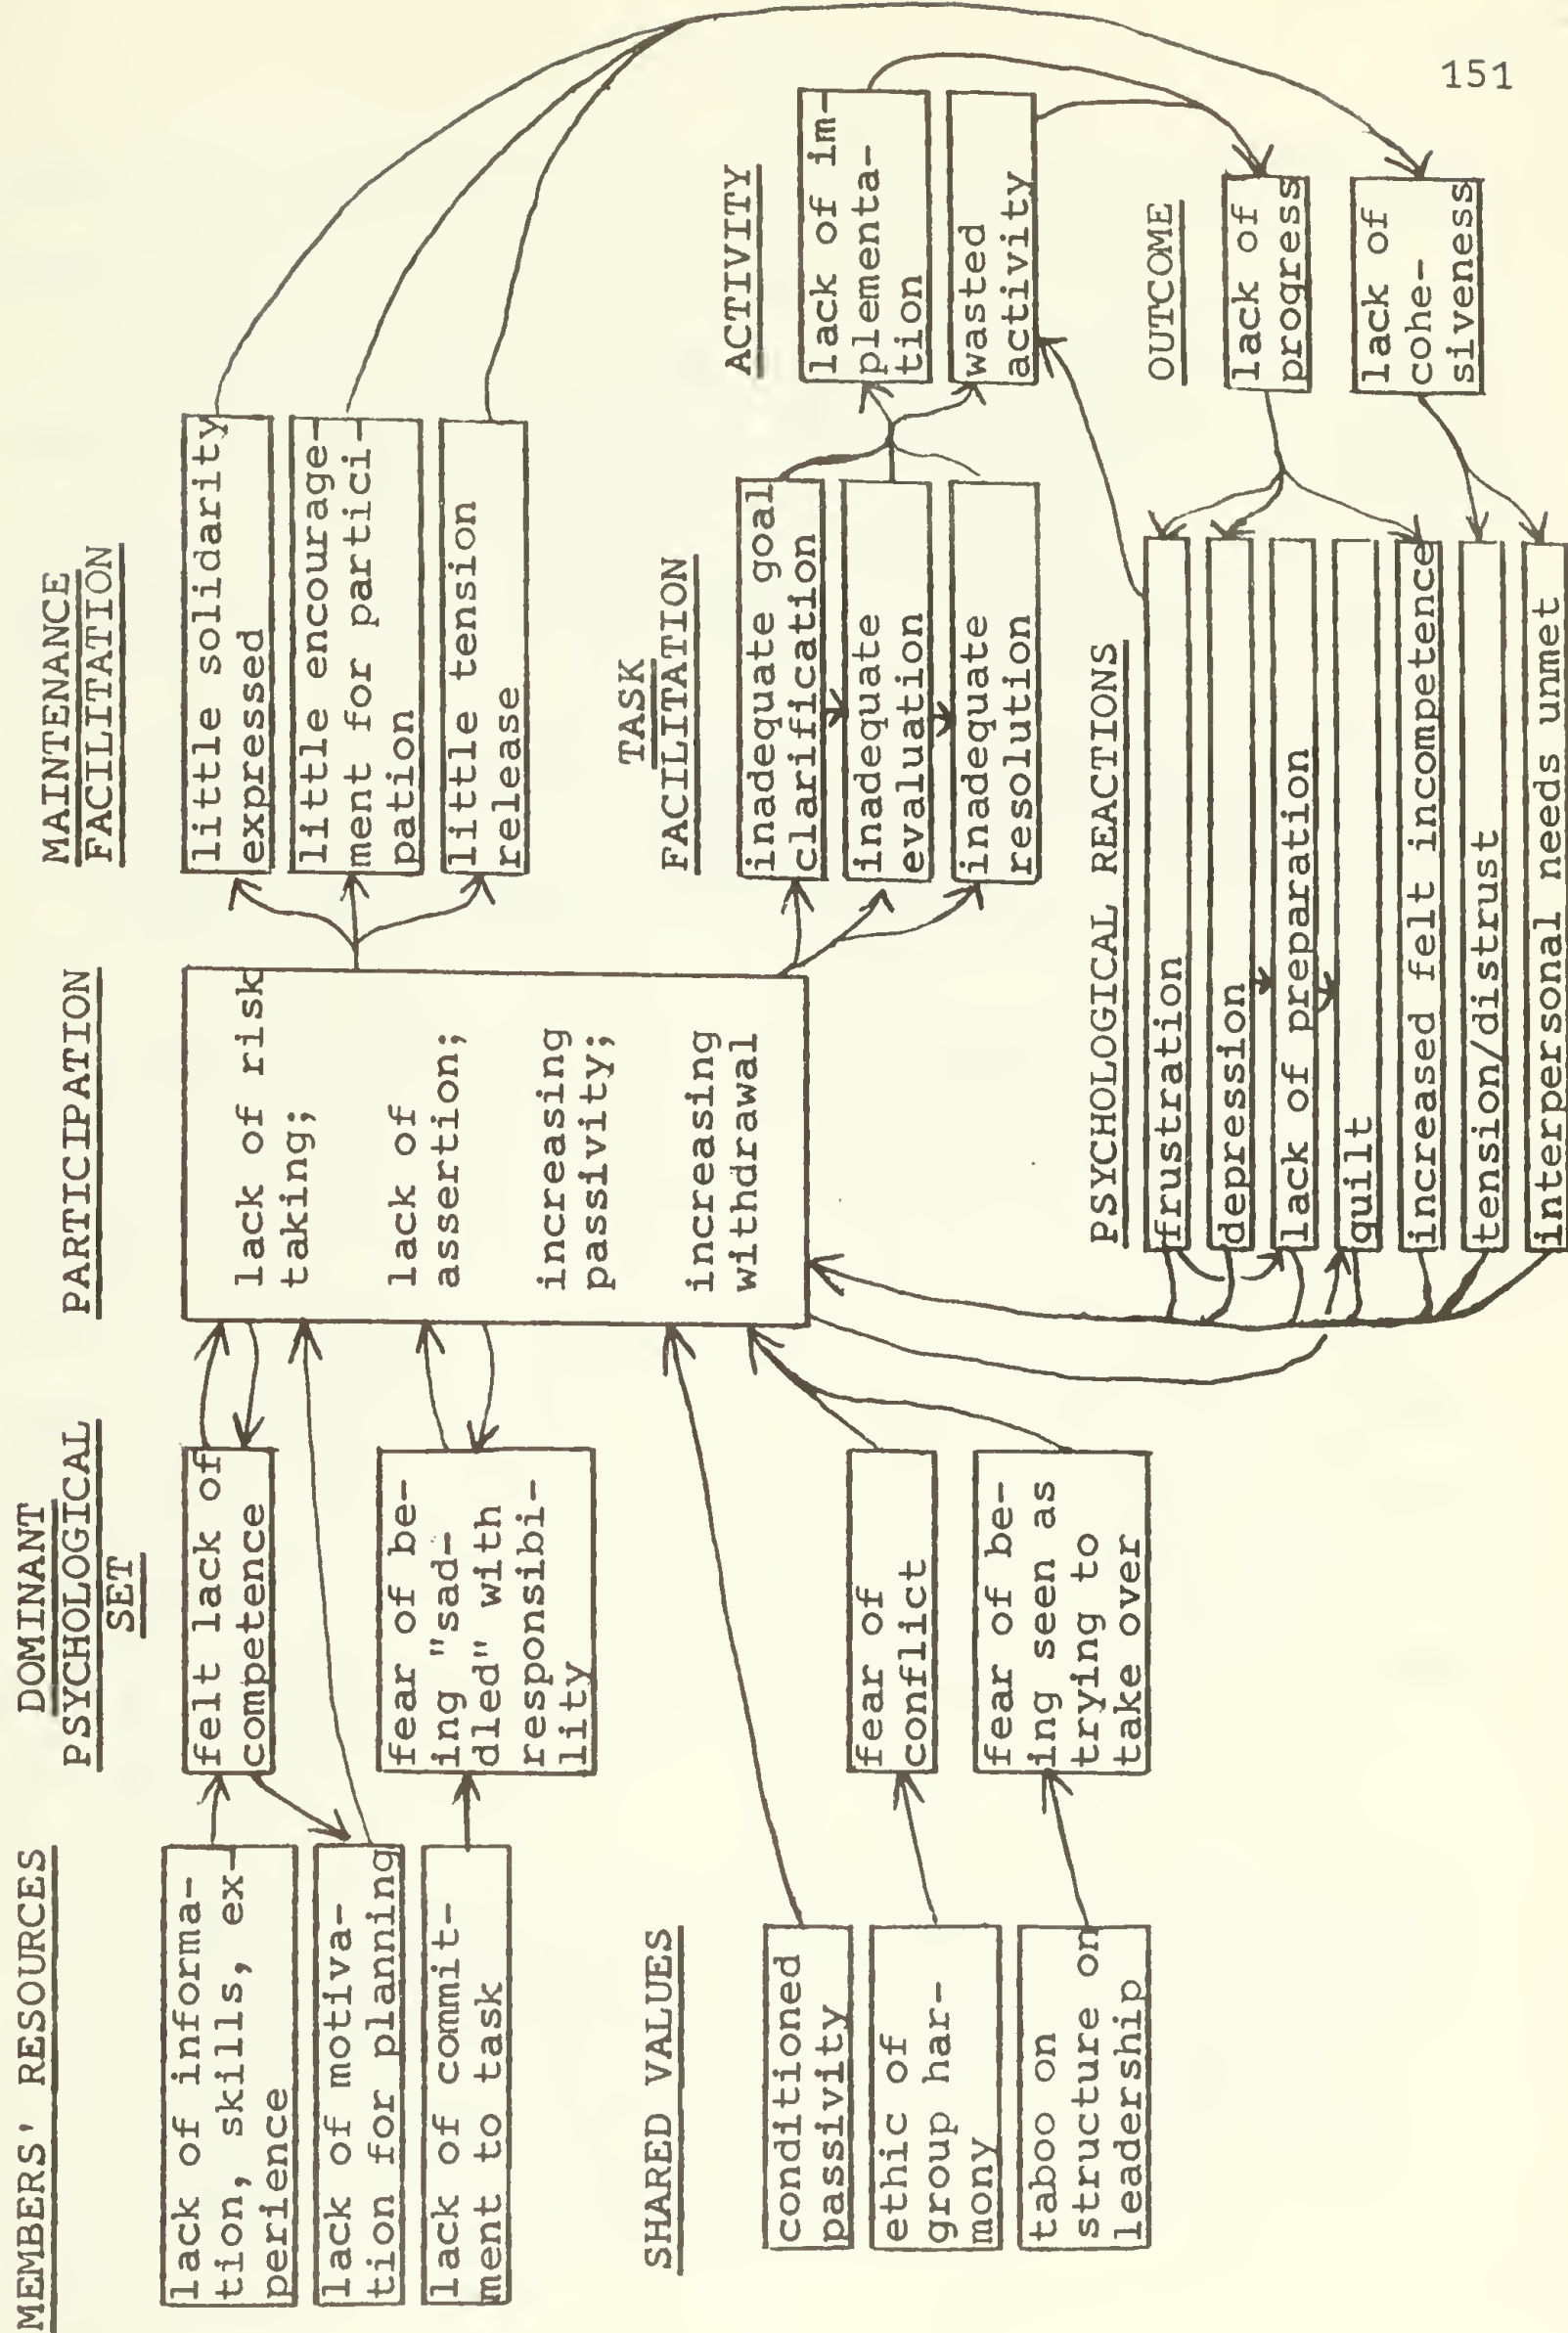 151
MEMBERS' RESOURCES
lack of informa-
tion, skills, ex-
perience
lack of motiva-
tion for planning
lack of commit-
ment to task
SHARED VALUES
conditioned
passivity
ethic of
group har-
mony
taboo on
structure on
leadership
DOMINANT
PSYCHOLOGICAL
SET
felt lack of
competence
fear of be-
ing "sad-
dled" with
responsibi-
lity
fear of
conflict
fear of be-
ing seen as
trying to
take over
PARTICIPATION
lack of risk
taking;
lack of
assertion;
increasing
passivity;
increasing
withdrawal
MAINTENANCE
FACILITATION
little solidarity
expressed
little encourage-
ment for partici-
pation
little tension
release
TASK
FACILITATION
inadequate goal
clarification
inadequate
evaluation
inadequate
resolution
ACTIVITY
lack of im-
plementa-
tion
wasted
activity
OUTCOME
lack of
progress
lack of
cohe-
siveness
PSYCHOLOGICAL REACTIONS
frustration
depression
lack of preparation
guilt
increased felt incompetence
tension/distrust
interpersonal needs unmet